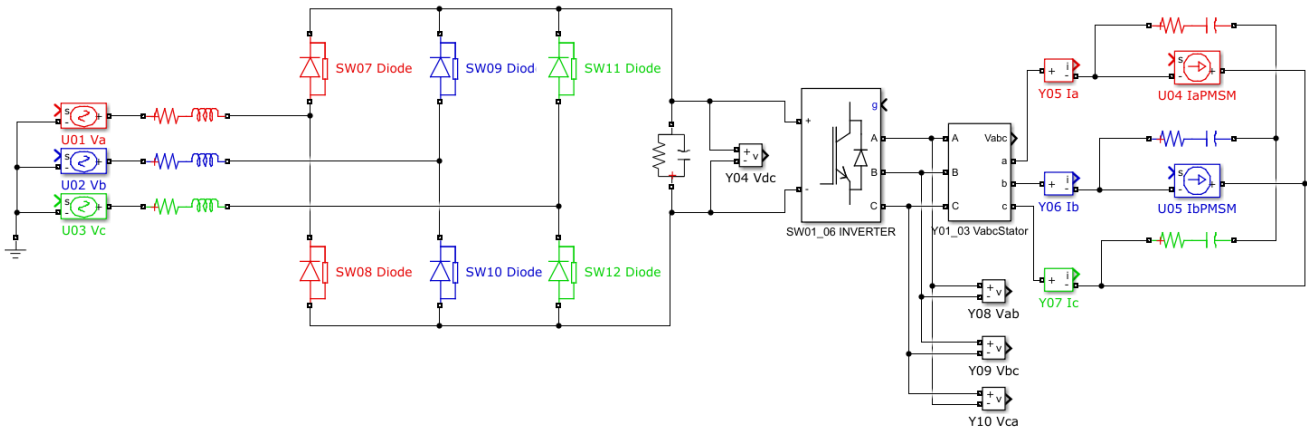 SW07 Diode
SW09 Diod
SW11 Diode
s
- +
U01 Va
s
- +
U02 Vb
s
- +
U03 Vc
+
v
-
Y04 Vdc
+
-
g
A
B
C
SW01_06 INVERTER
A
B
C
Vabc
a
b
c
Y01_03 VabcStator
+ i -
Y05 Ia
+ i -
Y06 Ib
+ i -
Y07 Ic
s
- +
U04 IaPMSM
s
- +
U05 IbPMSM
SW08 Diode
SW10 Diode
SW12 Diode
+
v
-
Y08 Vab
+
v
-
Y09 Vbc
+
v
-
Y10 Vca